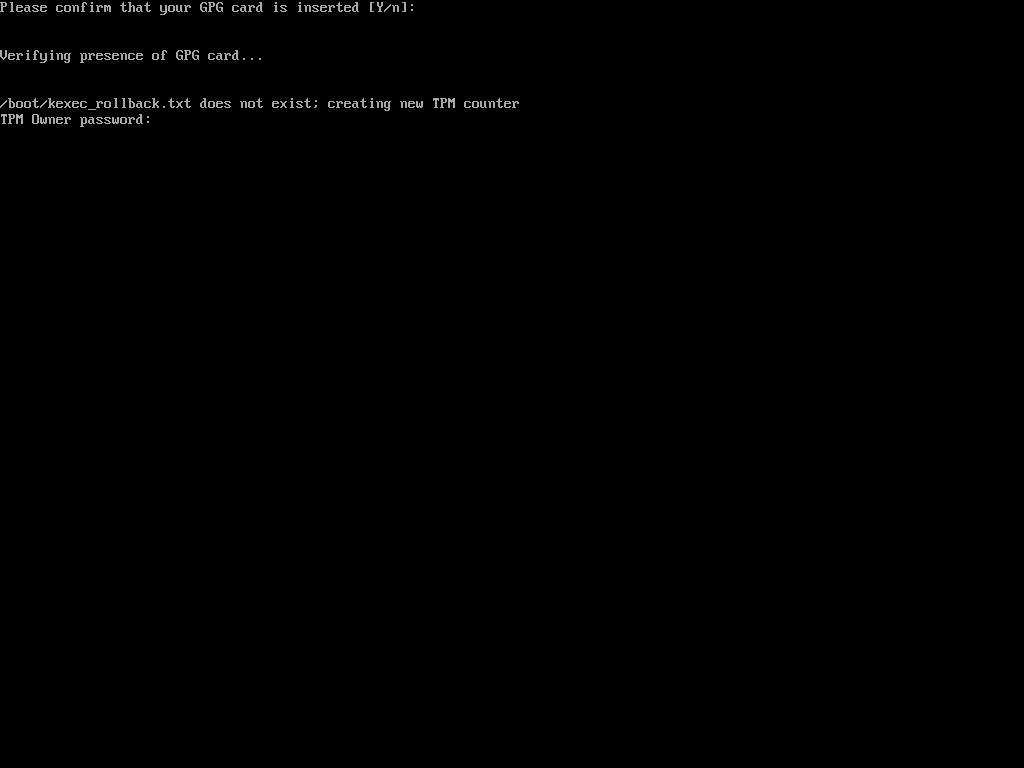 Please confirm that your GPG card is inserted [Y/n]:
Verifying presence of GPG card...
/boot/kexec_rollback.txt does not exist; creating new TPM counter
TPM Owner password: